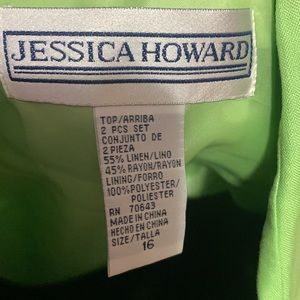 JESSICA HOWARD
TOP/ARRIBA
2 PCS SET
CONJUNTO DE
2 PIEZA
55% LINEN/LINO
45% RAYON/RAYON
LINING/FORRO
100% POLYESTER/
POLIESTER
RN 70643
MADE IN CHINA
HECHO EN CHINA
SIZE/TALLA
16